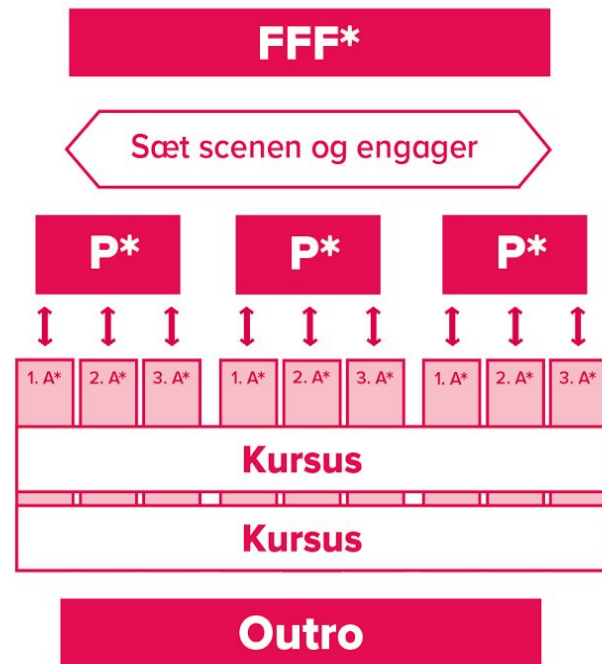 FFF*
Sæt scenen og engager
P* P* P*
1. A* 2. A* 3. A* 1. A* 2. A* 3. A* 1. A* 2. A* 3. A*
Kursus
Kursus
Outro